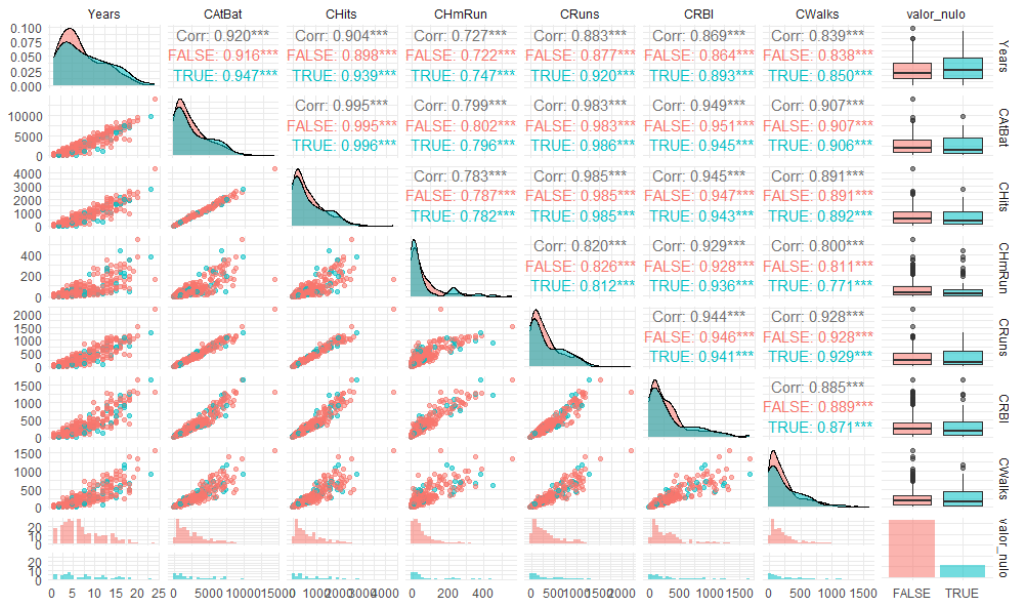 Years CAtBat CHits CHmRun CRuns CRBI CWalks valor_nulo
0.100
0.075
0.050
0.025
0.000
Corr: 0.920*** Corr: 0.904*** Corr: 0.727*** Corr: 0.883*** Corr: 0.869*** Corr: 0.839***
FALSE: 0.916*** FALSE: 0.898*** FALSE: 0.722*** FALSE: 0.877*** FALSE: 0.864*** FALSE: 0.838***
TRUE: 0.947*** TRUE: 0.939*** TRUE: 0.747*** TRUE: 0.920*** TRUE: 0.893*** TRUE: 0.850***
Years
10000
5000
0
Corr: 0.995*** Corr: 0.799*** Corr: 0.983*** Corr: 0.949*** Corr: 0.907***
FALSE: 0.995*** FALSE: 0.802*** FALSE: 0.983*** FALSE: 0.951*** FALSE: 0.907***
TRUE: 0.996*** TRUE: 0.796*** TRUE: 0.986*** TRUE: 0.945*** TRUE: 0.906***
CAtBat
4000
3000
2000
1000
0
Corr: 0.783*** Corr: 0.985*** Corr: 0.945*** Corr: 0.891***
FALSE: 0.787*** FALSE: 0.985*** FALSE: 0.947*** FALSE: 0.891***
TRUE: 0.782*** TRUE: 0.985*** TRUE: 0.943*** TRUE: 0.892***
CHits
400
200
0
Corr: 0.820*** Corr: 0.929*** Corr: 0.800***
FALSE: 0.826*** FALSE: 0.928*** FALSE: 0.811***
TRUE: 0.812*** TRUE: 0.936*** TRUE: 0.771***
CHmRun
2000
1500
1000
500
0
Corr: 0.944*** Corr: 0.928***
FALSE: 0.946*** FALSE: 0.928***
TRUE: 0.941*** TRUE: 0.929***
CRuns
1500
1000
500
0
Corr: 0.885***
FALSE: 0.889***
TRUE: 0.871***
CRBI
1500
1000
500
0
CWalks
20
10
0
20
10
0
valor_nulo
0 5 10 15 20 25 0 5000 10000 0 1000 2000 3000 4000 0 200 400 0 500 1000 1500 2000 0 500 1000 1500 0 500 1000 1500 FALSE TRUE